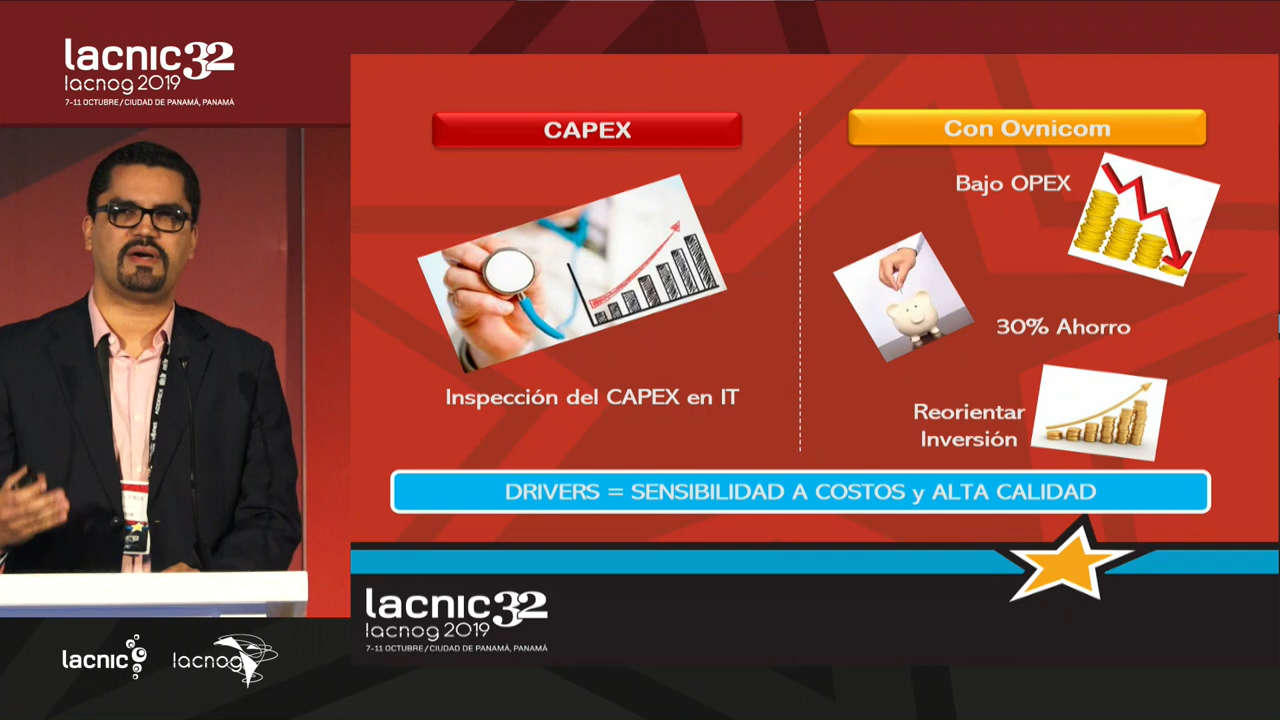 lacnic32
lacnog 2019
7-11 OCTUBRE / CIUDAD DE PANAMÁ, PANAMÁ
CAPEX
Inspección del CAPEX en IT
Con Ovnicom
Bajo OPEX
30% Ahorro
Reorientar
Inversión
DRIVERS = SENSIBILIDAD A COSTOS y ALTA CALIDAD
lacnic32
lacnog 2019
7-11 OCTUBRE / CIUDAD DE PANAMÁ, PANAMÁ
lacnic
lacnog